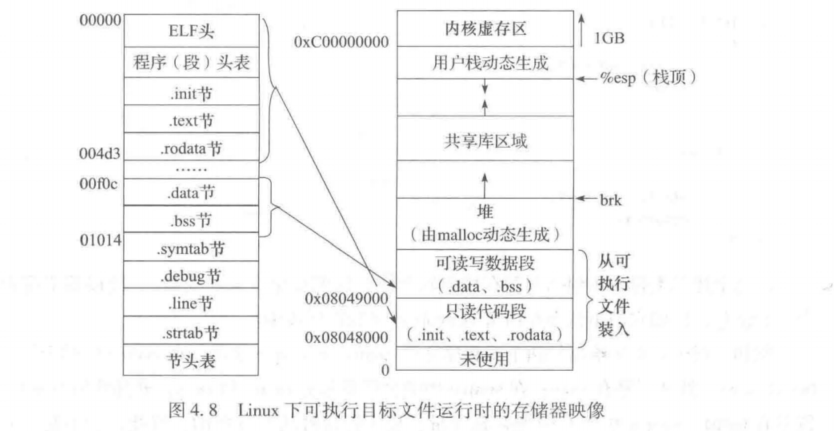 00000
ELF头
程序（段）头表
.init节
.text节
004d3
.rodata节
……
00f0c
.data节
.bss节
01014
.symtab节
.debug节
.line节
.strtab节
节头表
0xC00000000
内核虚存区
1GB
用户栈动态生成
%esp（栈顶）
共享库区域
brk
堆
（由malloc动态生成）
可读写数据段
（.data、.bss）
0x08049000
只读代码段
（.init、.text、.rodata）
0x08048000
未使用
0
从可
执行
文件
装入
图4.8 Linux下可执行目标文件运行时的存储器映像